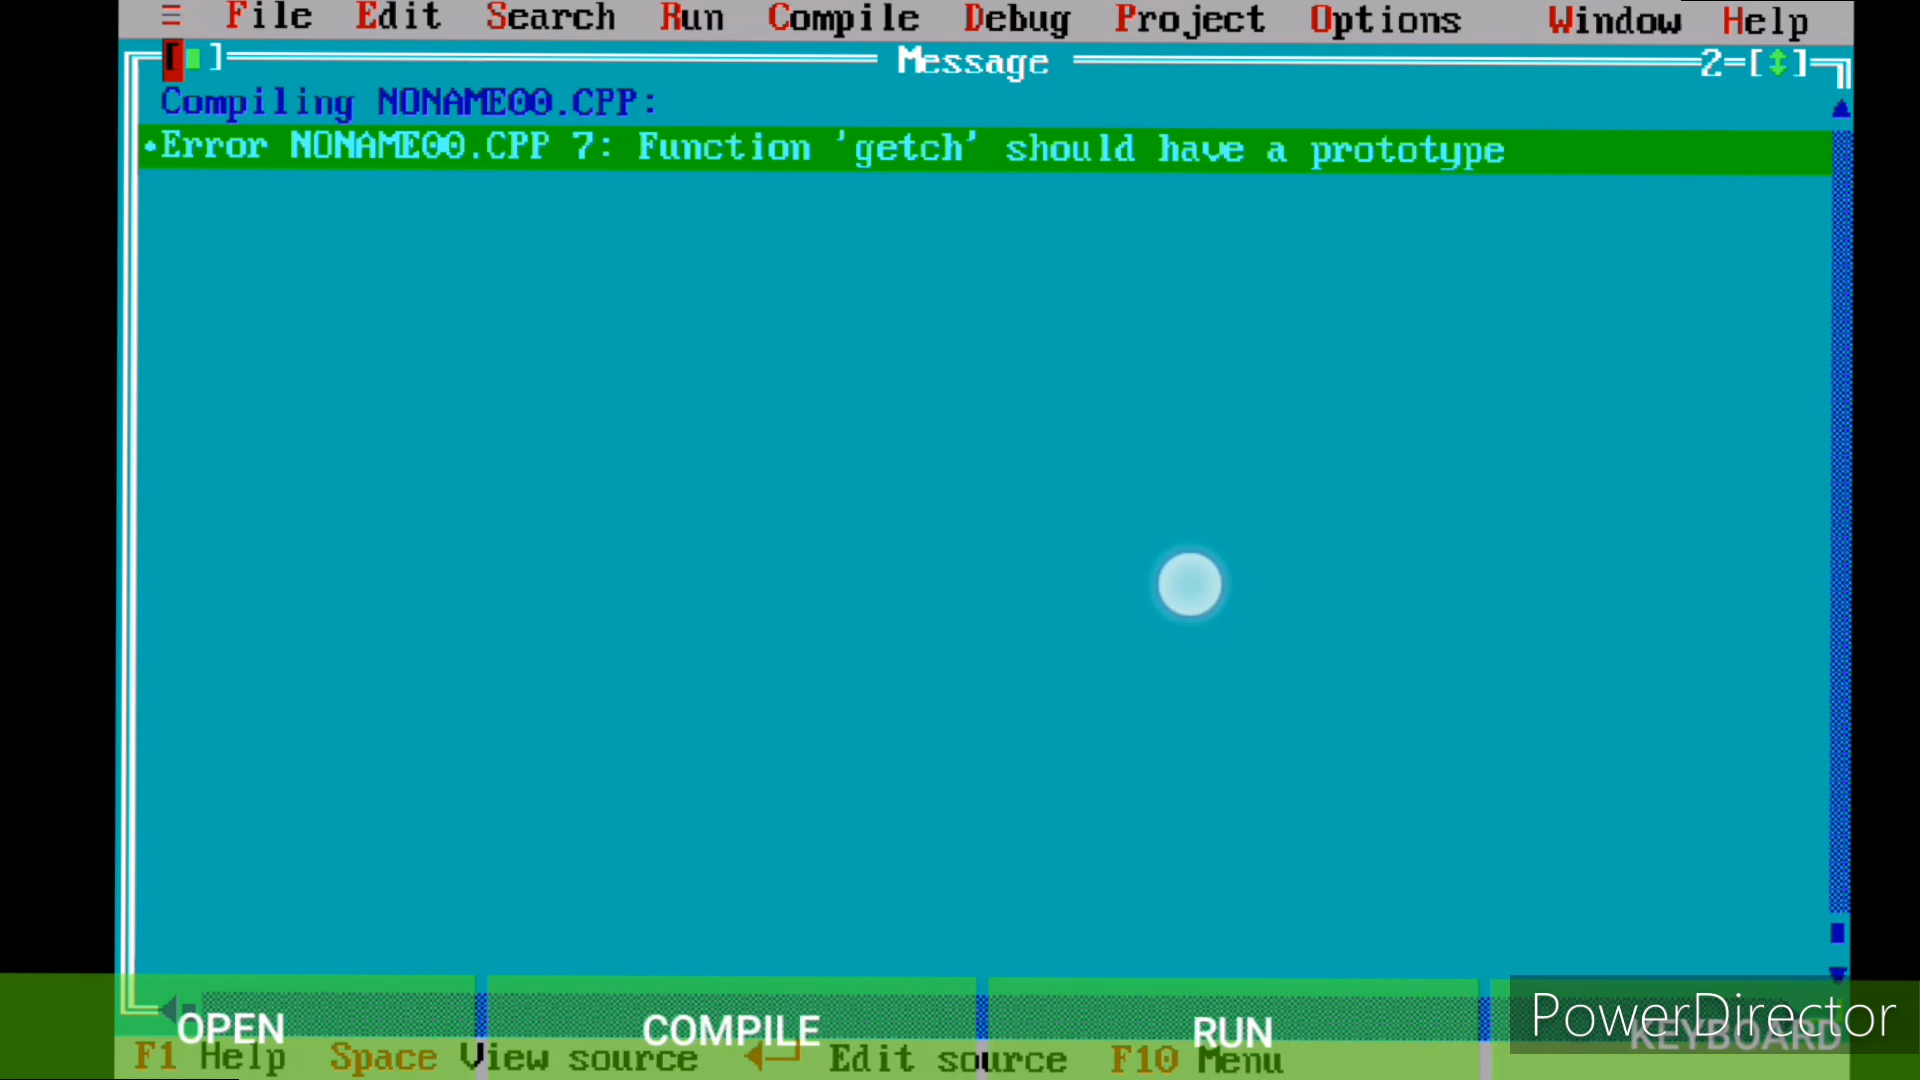 ≡ File Edit Search Run Compile Debug Project Options Window Help
[■] Message 2=[↕]
Compiling NONAME00.CPP:
•Error NONAME00.CPP 7: Function 'getch' should have a prototype
OPEN COMPILE RUN KEYBOARD
PowerDirector
F1 Help Space View source ◄─┘ Edit source F10 Menu